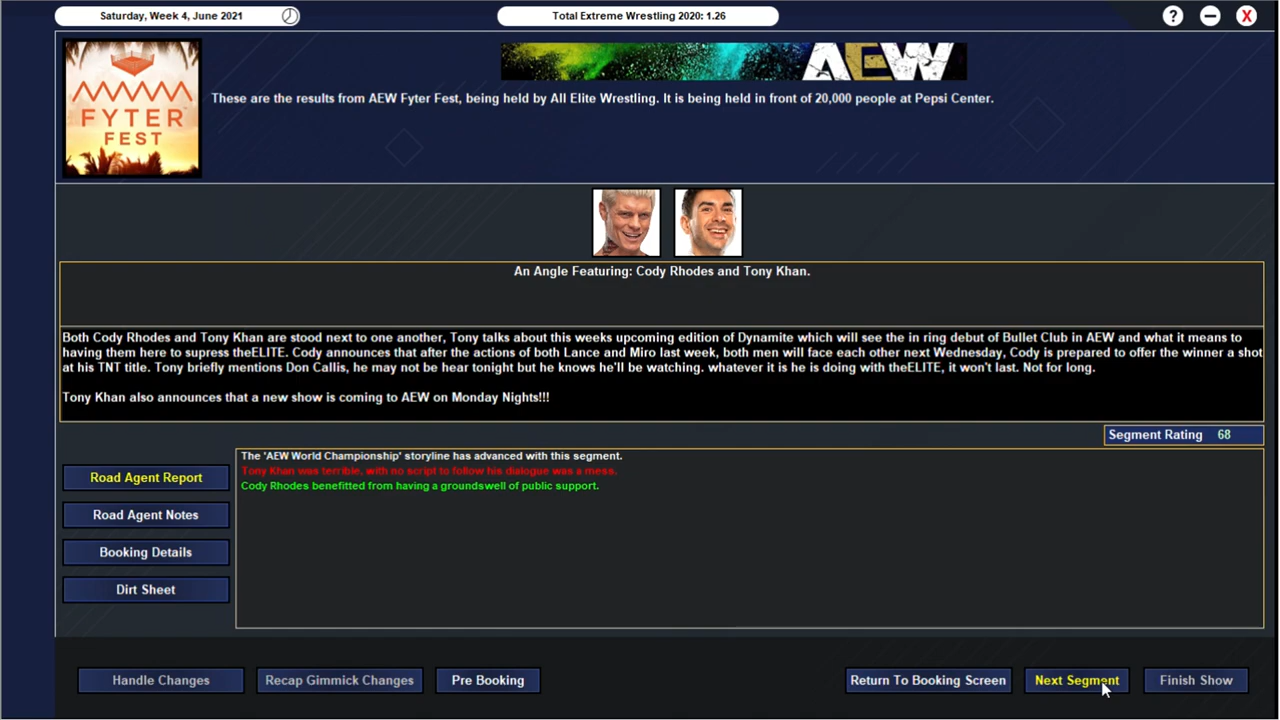 Saturday, Week 4, June 2021
Total Extreme Wrestling 2020: 1.26
?
X
FYTER
FEST
AEW
These are the results from AEW Fyter Fest, being held by All Elite Wrestling. It is being held in front of 20,000 people at Pepsi Center.
An Angle Featuring: Cody Rhodes and Tony Khan.
Both Cody Rhodes and Tony Khan are stood next to one another, Tony talks about this weeks upcoming edition of Dynamite which will see the in ring debut of Bullet Club in AEW and what it means to
having them here to supress theELITE. Cody announces that after the actions of both Lance and Miro last week, both men will face each other next Wednesday, Cody is prepared to offer the winner a shot
at his TNT title. Tony briefly mentions Don Callis, he may not be hear tonight but he knows he'll be watching. whatever it is he is doing with theELITE, it won't last. Not for long.
Tony Khan also announces that a new show is coming to AEW on Monday Nights!!!
Segment Rating 68
Road Agent Report
Road Agent Notes
Booking Details
Dirt Sheet
The 'AEW World Championship' storyline has advanced with this segment.
Tony Khan was terrible, with no script to follow his dialogue was a mess.
Cody Rhodes benefitted from having a groundswell of public support.
Handle Changes
Recap Gimmick Changes
Pre Booking
Return To Booking Screen
Next Segment
Finish Show